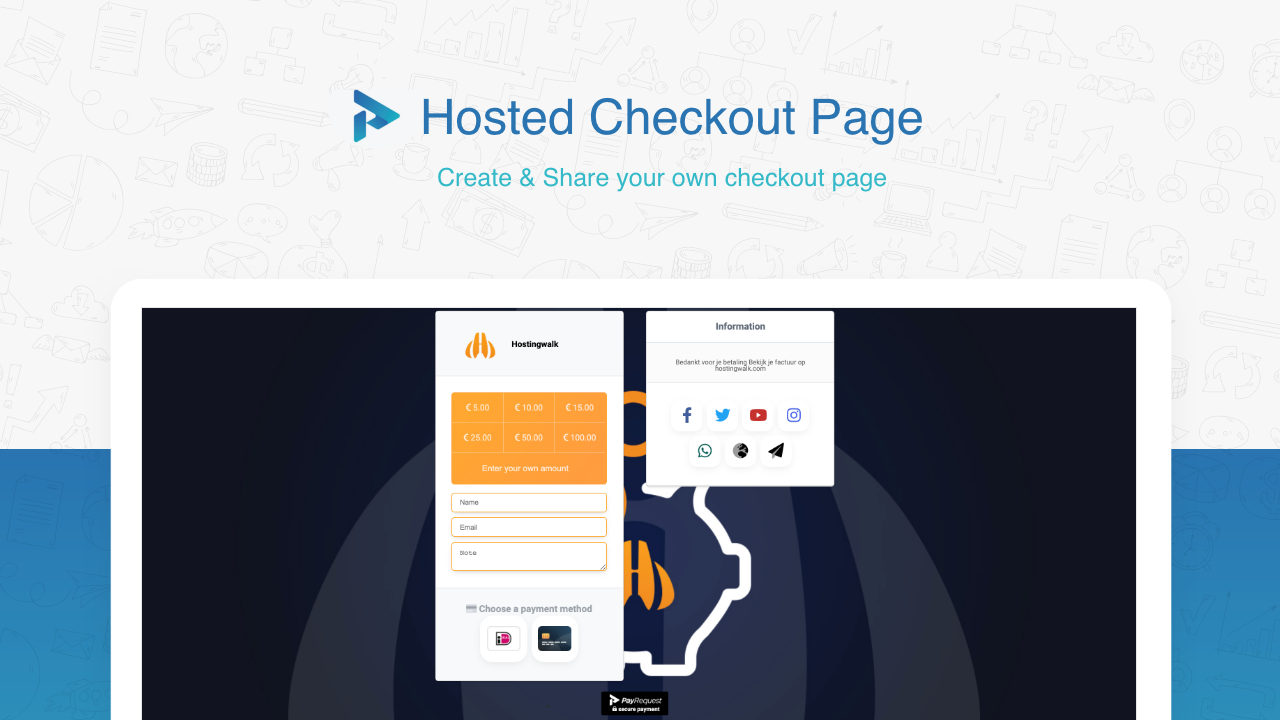 Hosted Checkout Page
Create & Share your own checkout page
Hostingwalk
€ 5.00
€ 10.00
€ 15.00
€ 25.00
€ 50.00
€ 100.00
Enter your own amount
Name
Email
Note
Choose a payment method
iD
Information
Bedankt voor je betaling Bekijk je factuur op
hostingwalk.com
PayRequest
secure payment